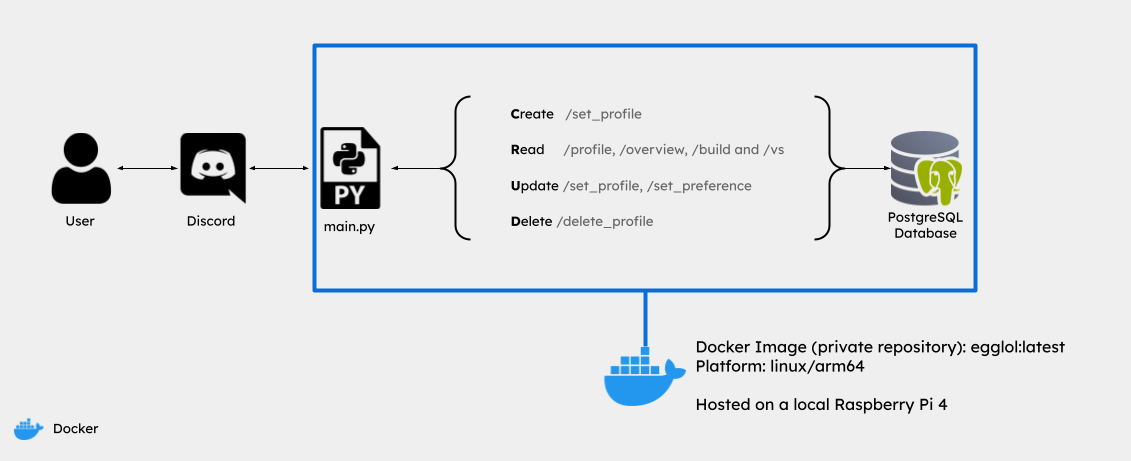 Create /set_profile
Read /profile, /overview, /build and /vs
Update /set_profile, /set_preference
Delete /delete_profile
PY
User
Discord
main.py
PostgreSQL
Database
Docker Image (private repository): egglol:latest
Platform: linux/arm64
Hosted on a local Raspberry Pi 4
Docker